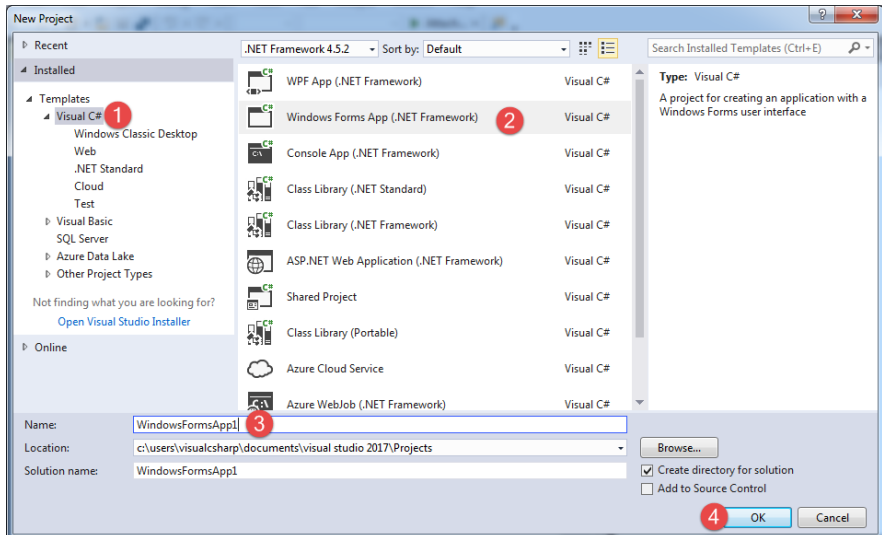 New Project
Recent
.NET Framework 4.5.2
Sort by: Default
Search Installed Templates (Ctrl+E)
Installed
Templates
Visual C# 1
Windows Classic Desktop
Web
.NET Standard
Cloud
Test
Visual Basic
SQL Server
Azure Data Lake
Other Project Types
Not finding what you are looking for?
Open Visual Studio Installer
Online
C# WPF App (.NET Framework) Visual C#
C# Windows Forms App (.NET Framework) 2 Visual C#
C# C:\ Console App (.NET Framework) Visual C#
C# Class Library (.NET Standard) Visual C#
C# Class Library (.NET Framework) Visual C#
ASP.NET Web Application (.NET Framework) Visual C#
C# Shared Project Visual C#
C# Class Library (Portable) Visual C#
Azure Cloud Service Visual C#
C# Azure WebJob (.NET Framework) Visual C#
Type: Visual C#
A project for creating an application with a
Windows Forms user interface
Name: WindowsFormsApp1 3
Location: c:\users\visualcsharp\documents\visual studio 2017\Projects
Browse...
Solution name: WindowsFormsApp1
Create directory for solution
Add to Source Control
4 OK Cancel